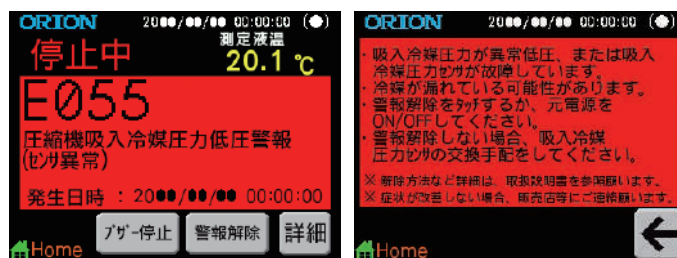 ORION 20●●/●●/●● 00:00:00 (●)
停止中
測定液温
20.1 ℃
E055
圧縮機吸入冷媒圧力低圧警報
(ｾﾝｻ異常)
発生日時 : 20●●/●●/●● 00:00:00
Home
ﾌﾞｻﾞｰ停止
警報解除
詳細
ORION 20●●/●●/●● 00:00:00 (●)
・吸入冷媒圧力が異常低圧、または吸入
冷媒圧力ｾﾝｻが故障しています。
・冷媒が漏れている可能性があります。
・警報解除をﾀｯﾁするか、元電源を
ON/OFFしてください。
・警報解除しない場合、吸入冷媒
圧力ｾﾝｻの交換手配をしてください。
※ 解除方法など詳細は、取扱説明書を参照願います。
※ 症状が改善しない場合、販売店等にご連絡願います。
Home